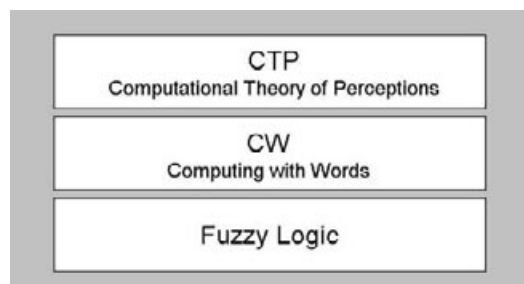 CTP
Computational Theory of Perceptions
CW
Computing with Words
Fuzzy Logic